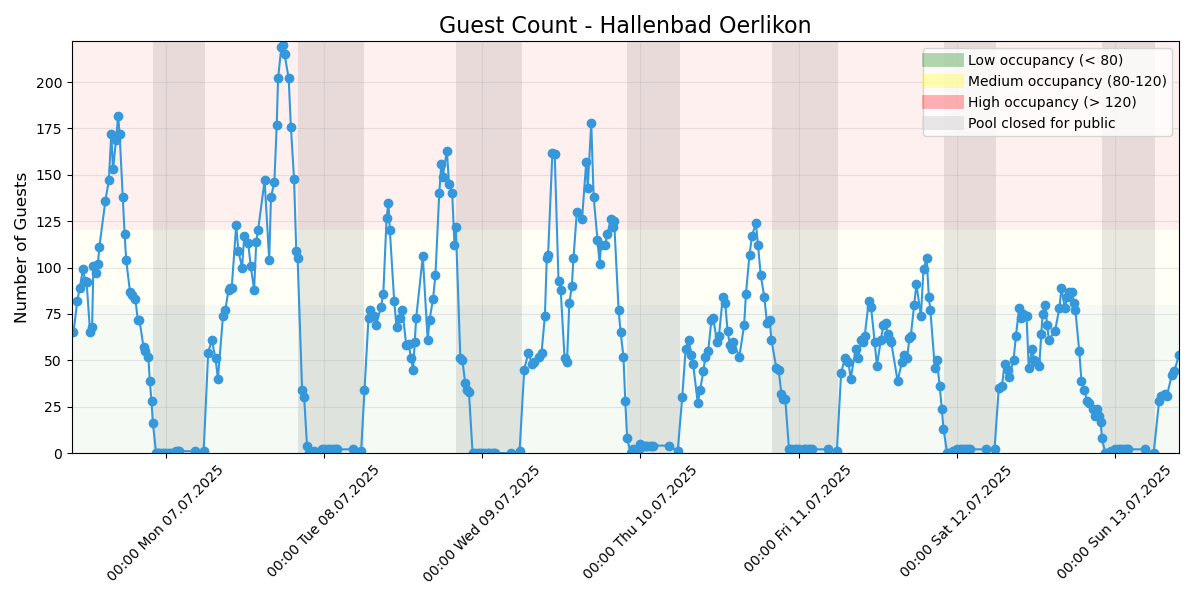 Guest Count - Hallenbad Oerlikon
Low occupancy (< 80)
Medium occupancy (80-120)
High occupancy (> 120)
Pool closed for public
Number of Guests
200
175
150
125
100
75
50
25
0
00:00 Mon 07.07.2025
00:00 Tue 08.07.2025
00:00 Wed 09.07.2025
00:00 Thu 10.07.2025
00:00 Fri 11.07.2025
00:00 Sat 12.07.2025
00:00 Sun 13.07.2025